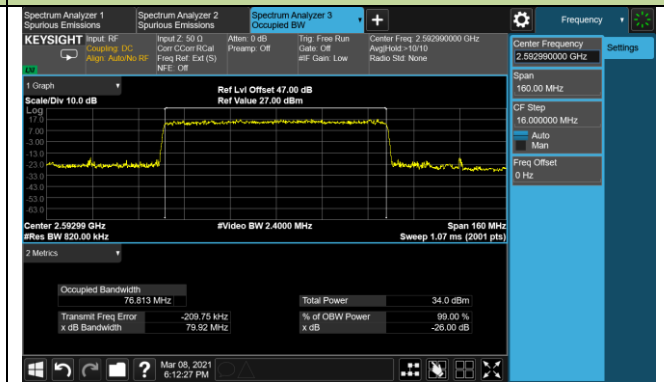 Spectrum Analyzer 1
Spurious Emissions
Spectrum Analyzer 2
Spurious Emissions
Spectrum Analyzer 3
Occupied BW
+
Frequency
KEYSIGHT
Input: RF
Coupling: DC
Align: Auto/No RF
Input Z: 50 Ω
Corr CCorr RCal
Freq Ref: Ext (S)
NFE: Off
Atten: 0 dB
Preamp: Off
Trig: Free Run
Gate: Off
#IF Gain: Low
Center Freq: 2.592990000 GHz
Avg|Hold:>10/10
Radio Std: None
Center Frequency
2.592990000 GHz
Settings
Span
160.00 MHz
CF Step
16.000000 MHz
Auto
Man
Freq Offset
0 Hz
1 Graph
Scale/Div 10.0 dB
Ref Lvl Offset 47.00 dB
Ref Value 27.00 dBm
Log
17.0
7.00
-3.00
-13.0
-23.0
-33.0
-43.0
-53.0
-63.0
Center 2.59299 GHz
#Video BW 2.4000 MHz
Span 160 MHz
#Res BW 820.00 kHz
Sweep 1.07 ms (2001 pts)
2 Metrics
Occupied Bandwidth
76.813 MHz
Total Power 34.0 dBm
Transmit Freq Error -209.75 kHz
% of OBW Power 99.00 %
x dB Bandwidth 79.92 MHz
x dB -26.00 dB
?
Mar 08, 2021
6:12:27 PM